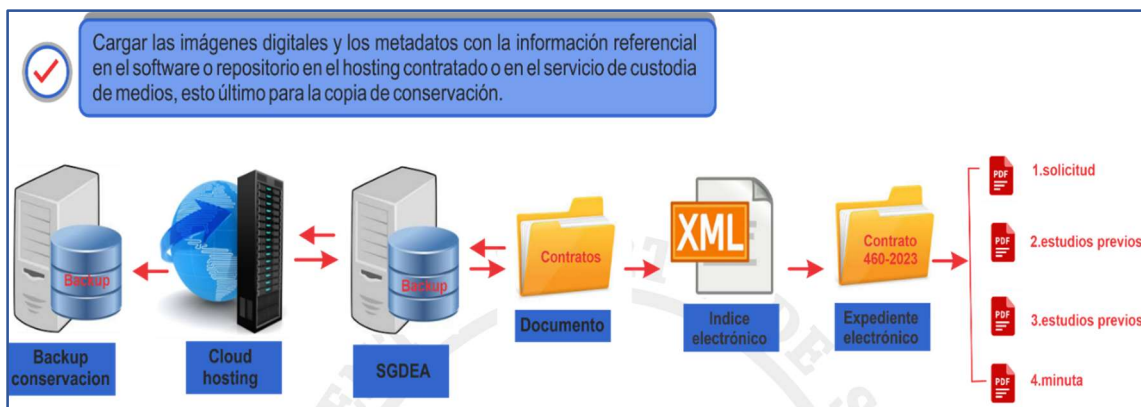 Cargar las imágenes digitales y los metadatos con la información referencial
en el software o repositorio en el hosting contratado o en el servicio de custodia
de medios, esto último para la copia de conservación.
Backup
Backup
Contratos
XML
Contrato
460-2023
PDF
1.solicitud
PDF
2.estudios previos
PDF
3.estudios previos
PDF
4.minuta
Backup
conservacion
Cloud
hosting
SGDEA
Documento
Indice
electrónico
Expediente
electrónico